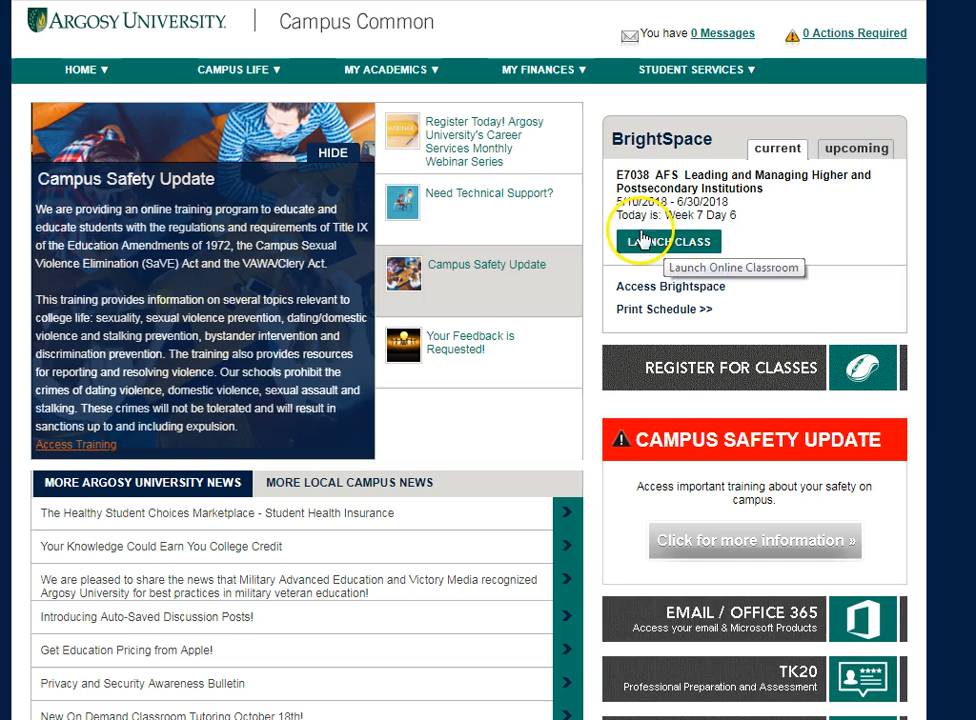 ARGOSY UNIVERSITY. Campus Common
You have 0 Messages
0 Actions Required
HOME ▼ CAMPUS LIFE ▼ MY ACADEMICS ▼ MY FINANCES ▼ STUDENT SERVICES ▼
HIDE
Campus Safety Update
We are providing an online training program to educate and
educate students with the regulations and requirements of Title IX
of the Education Amendments of 1972, the Campus Sexual
Violence Elimination (SaVE) Act and the VAWA/Clery Act.
This training provides information on several topics relevant to
college life: sexuality, sexual violence prevention, dating/domestic
violence and stalking prevention, bystander intervention and
discrimination prevention. The training also provides resources
for reporting and resolving violence. Our schools prohibit the
crimes of dating violence, domestic violence, sexual assault and
stalking. These crimes will not be tolerated and will result in
sanctions up to and including expulsion.
Access Training
WEBINAR
Register Today! Argosy
University's Career
Services Monthly
Webinar Series
Need Technical Support?
Campus Safety Update
Your Feedback is
Requested!
BrightSpace
current upcoming
E7038 AFS Leading and Managing Higher and
Postsecondary Institutions
5/10/2018 - 6/30/2018
Today is: Week 7 Day 6
LAUNCH CLASS
Launch Online Classroom
Access Brightspace
Print Schedule >>
REGISTER FOR CLASSES
CAMPUS SAFETY UPDATE
Access important training about your safety on
campus.
Click for more information »
EMAIL / OFFICE 365
Access your email & Microsoft Products
TK20
Professional Preparation and Assessment
MORE ARGOSY UNIVERSITY NEWS MORE LOCAL CAMPUS NEWS
The Healthy Student Choices Marketplace - Student Health Insurance
Your Knowledge Could Earn You College Credit
We are pleased to share the news that Military Advanced Education and Victory Media recognized
Argosy University for best practices in military veteran education!
Introducing Auto-Saved Discussion Posts!
Get Education Pricing from Apple!
Privacy and Security Awareness Bulletin
New On Demand Classroom Tutoring October 18th!